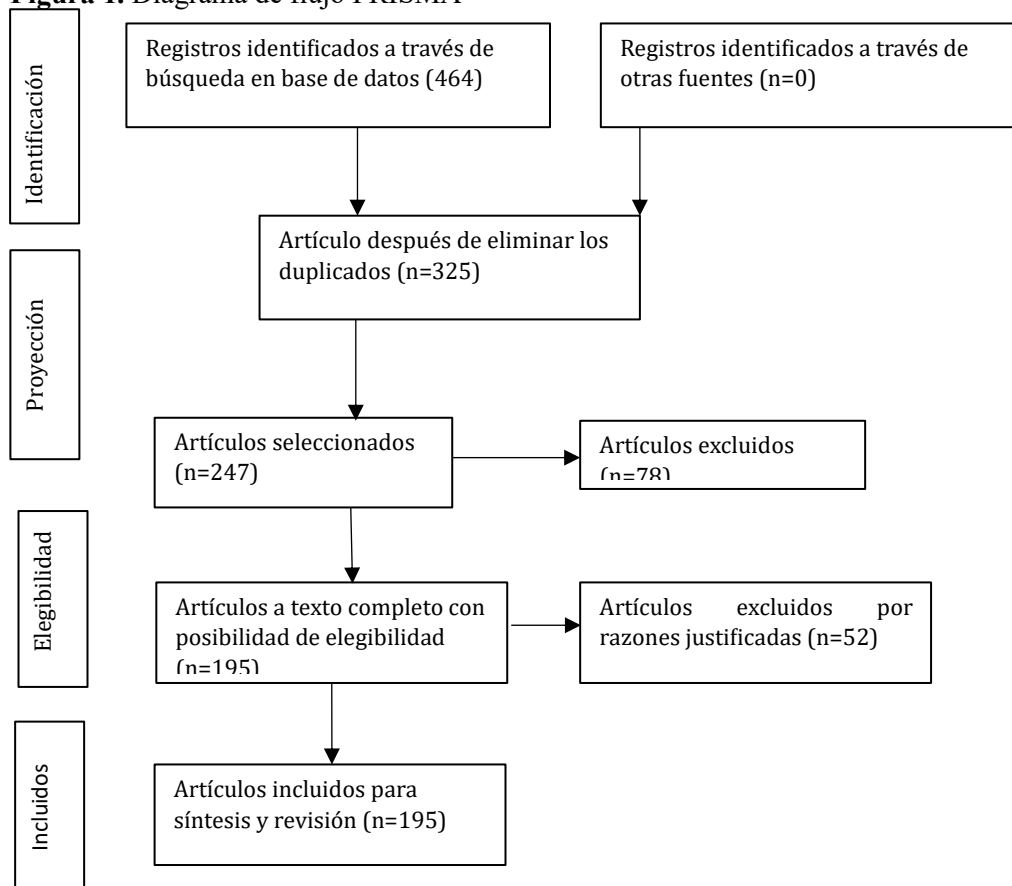 Figura 1. Diagrama de flujo PRISMA
Identificación
Registros identificados a través de
búsqueda en base de datos (464)
Registros identificados a través de
otras fuentes (n=0)
Artículo después de eliminar los
duplicados (n=325)
Proyección
Artículos seleccionados
(n=247)
Artículos excluidos
(n=78)
Elegibilidad
Artículos a texto completo con
posibilidad de elegibilidad
(n=195)
Artículos excluidos por
razones justificadas (n=52)
Incluidos
Artículos incluidos para
síntesis y revisión (n=195)